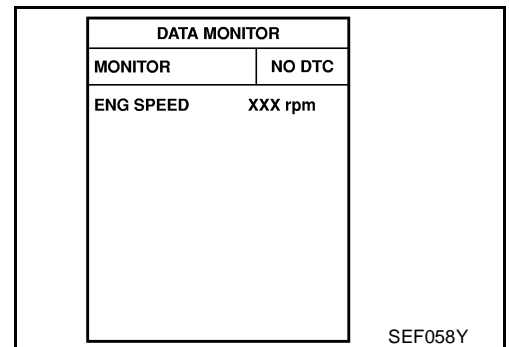 DATA MONITOR
MONITOR NO DTC
ENG SPEED XXX rpm
SEF058Y